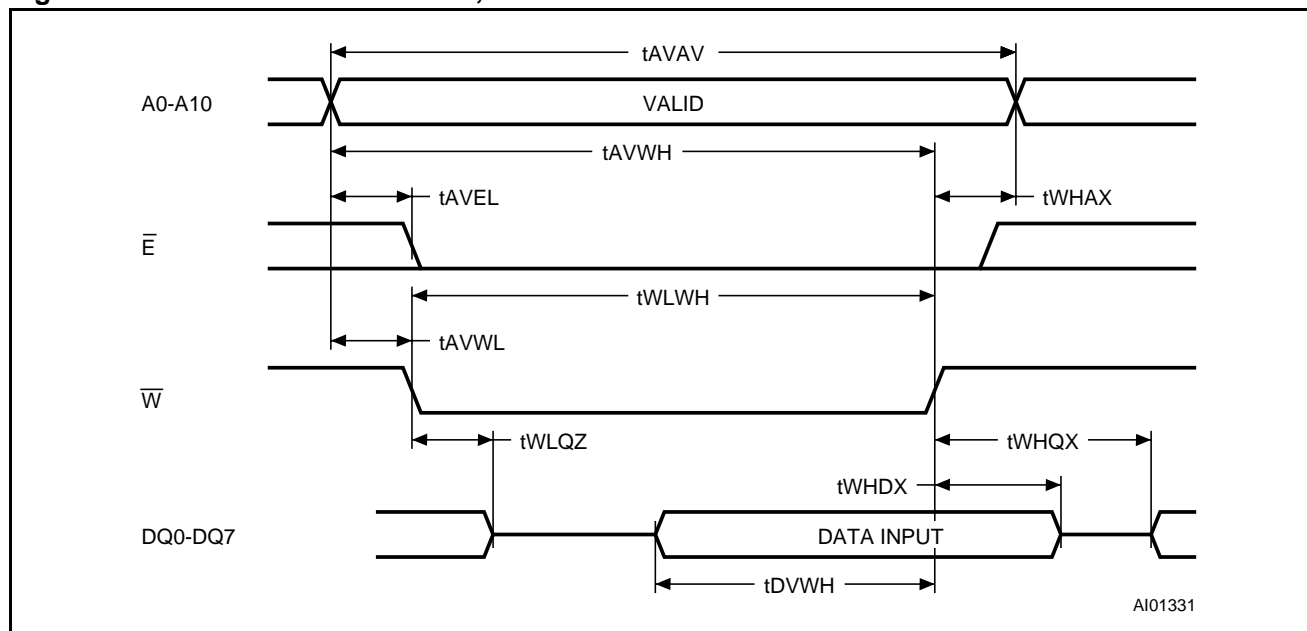 tAVAV
A0-A10 VALID
tAVWH
tAVEL tWHAX
E̅
tWLWH
tAVWL
W̅
tWLQZ tWHQX
tWHDX
DQ0-DQ7 DATA INPUT
tDVWH
AI01331